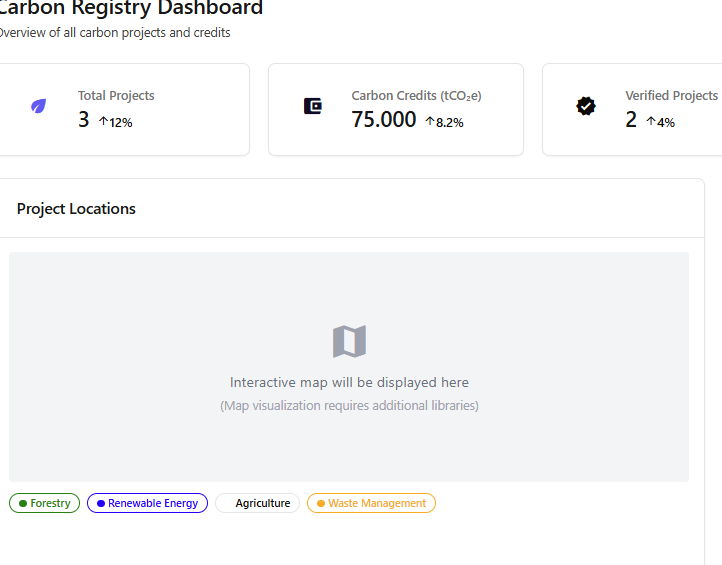 Carbon Registry Dashboard
Overview of all carbon projects and credits
Total Projects
3 ↑12%
Carbon Credits (tCO₂e)
75.000 ↑8.2%
Verified Projects
2 ↑4%
Project Locations
Interactive map will be displayed here
(Map visualization requires additional libraries)
Forestry
Renewable Energy
Agriculture
Waste Management